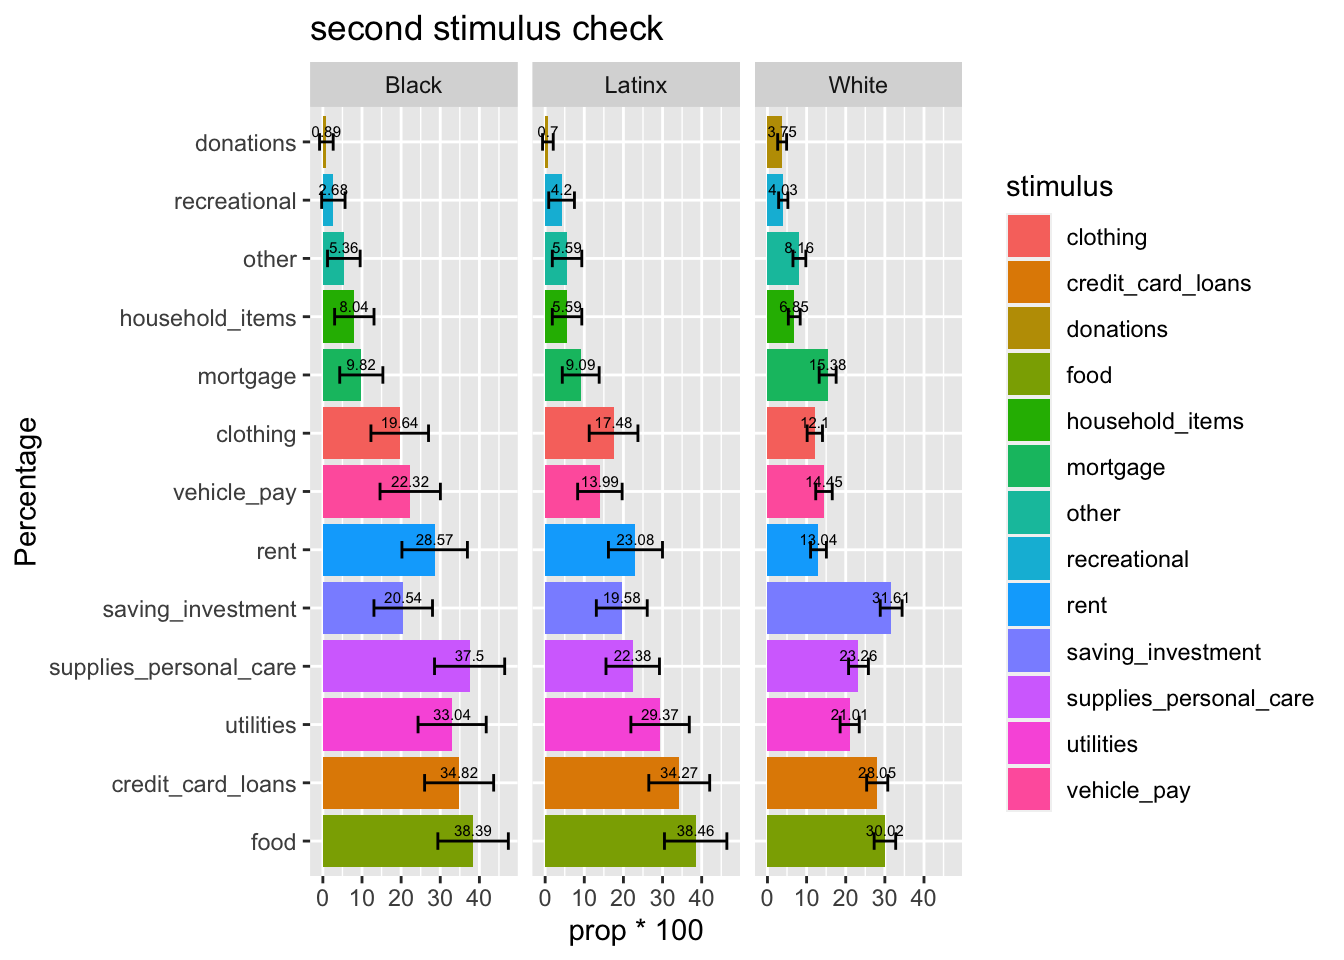 second stimulus check
Black Latinx White
donations 0.89 0.7 3.75
recreational 2.68 4.2 4.03
other 5.36 5.59 8.16
household_items 8.04 5.59 6.85
mortgage 9.82 9.09 15.38
clothing 19.64 17.48 12.1
vehicle_pay 22.32 13.99 14.45
rent 28.57 23.08 13.04
saving_investment 20.54 19.58 31.61
supplies_personal_care 37.5 22.38 23.26
utilities 33.04 29.37 21.01
credit_card_loans 34.82 34.27 28.05
food 38.39 38.46 30.02
0 10 20 30 40 0 10 20 30 40 0 10 20 30 40
prop * 100
Percentage
stimulus
clothing
credit_card_loans
donations
food
household_items
mortgage
other
recreational
rent
saving_investment
supplies_personal_care
utilities
vehicle_pay